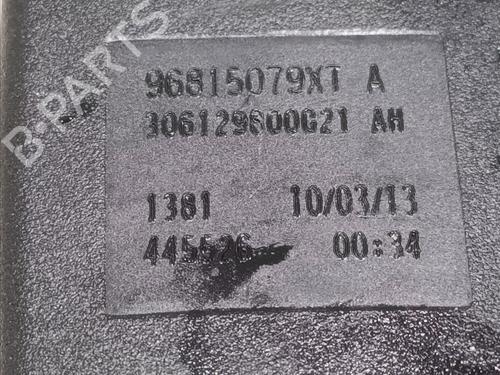 B-PARTS
96815079XT A
306129800G21 AH
1381 10/03/13
445526 00:34